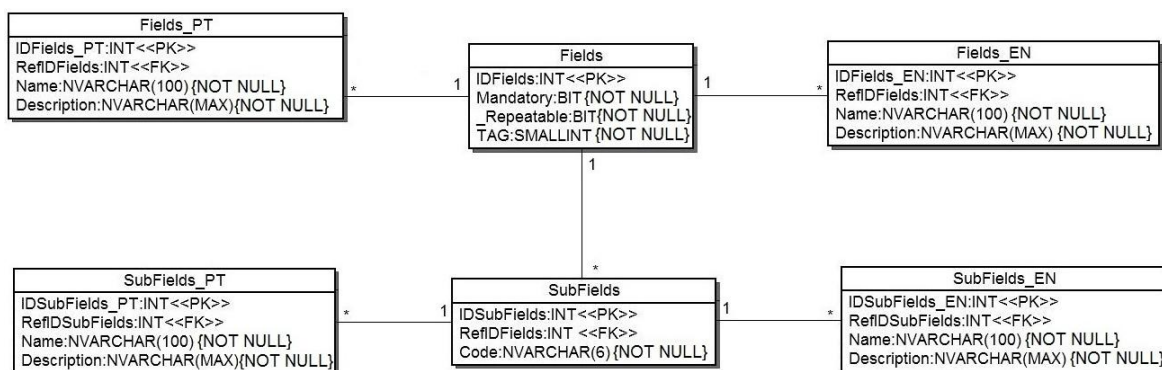 Fields_PT
IDFields_PT:INT<<PK>>
RefIDFields:INT<<FK>>
Name:NVARCHAR(100){NOT NULL}
Description:NVARCHAR(MAX){NOT NULL}
*
1
Fields
IDFields:INT<<PK>>
Mandatory:BIT{NOT NULL}
_Repeatable:BIT{NOT NULL}
TAG:SMALLINT{NOT NULL}
1
*
Fields_EN
IDFields_EN:INT<<PK>>
RefIDFields:INT<<FK>>
Name:NVARCHAR(100){NOT NULL}
Description:NVARCHAR(MAX) {NOT NULL}
1
*
SubFields_PT
IDSubFields_PT:INT<<PK>>
RefIDSubFields:INT<<FK>>
Name:NVARCHAR(100){NOT NULL}
Description:NVARCHAR(MAX){NOT NULL}
*
1
SubFields
IDSubFields:INT<<PK>>
RefIDFields:INT <<FK>>
Code:NVARCHAR(6){NOT NULL}
1
*
SubFields_EN
IDSubFields_EN:INT<<PK>>
RefIDSubFields:INT<<FK>>
Name:NVARCHAR(100){NOT NULL}
Description:NVARCHAR(MAX){NOT NULL}